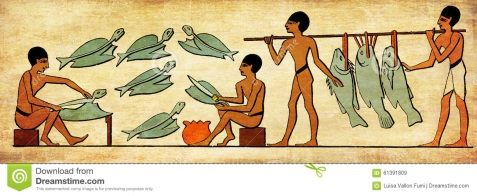 Download from
Dreamstime.com
This watermarked comp image is for previewing purposes only.
61391809
Luisa Vallon Fumi | Dreamstime.com